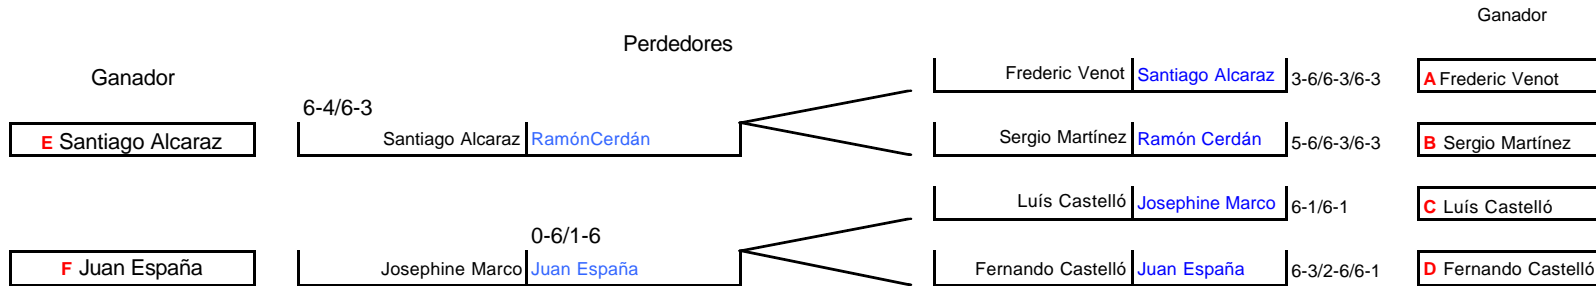 Ganador
Perdedores
Ganador
Frederic Venot Santiago Alcaraz 3-6/6-3/6-3 A Frederic Venot
6-4/6-3
E Santiago Alcaraz Santiago Alcaraz RamónCerdán Sergio Martínez Ramón Cerdán 5-6/6-3/6-3 B Sergio Martínez
Luís Castelló Josephine Marco 6-1/6-1 C Luís Castelló
0-6/1-6
F Juan España Josephine Marco Juan España Fernando Castelló Juan España 6-3/2-6/6-1 D Fernando Castelló